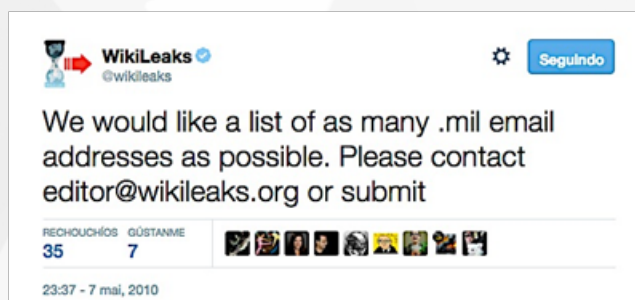 WikiLeaks
@wikileaks
Seguindo
We would like a list of as many .mil email
addresses as possible. Please contact
editor@wikileaks.org or submit
RECHOUCHÍOS GÚSTANME
35 7
23:37 - 7 mai, 2010